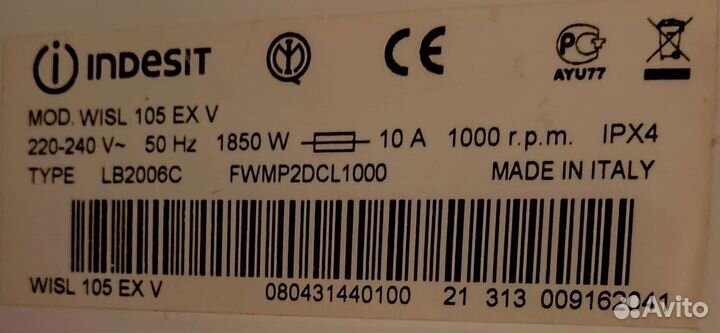 INDESIT CE PC
AYU77
MOD. WISL 105 EX V
220-240 V~ 50 Hz 1850 W 10 A 1000 r.p.m. IPX4
TYPE LB2006C FWMP2DCL1000 MADE IN ITALY
WISL 105 EX V 080431440100 21 313 009162041
Avito